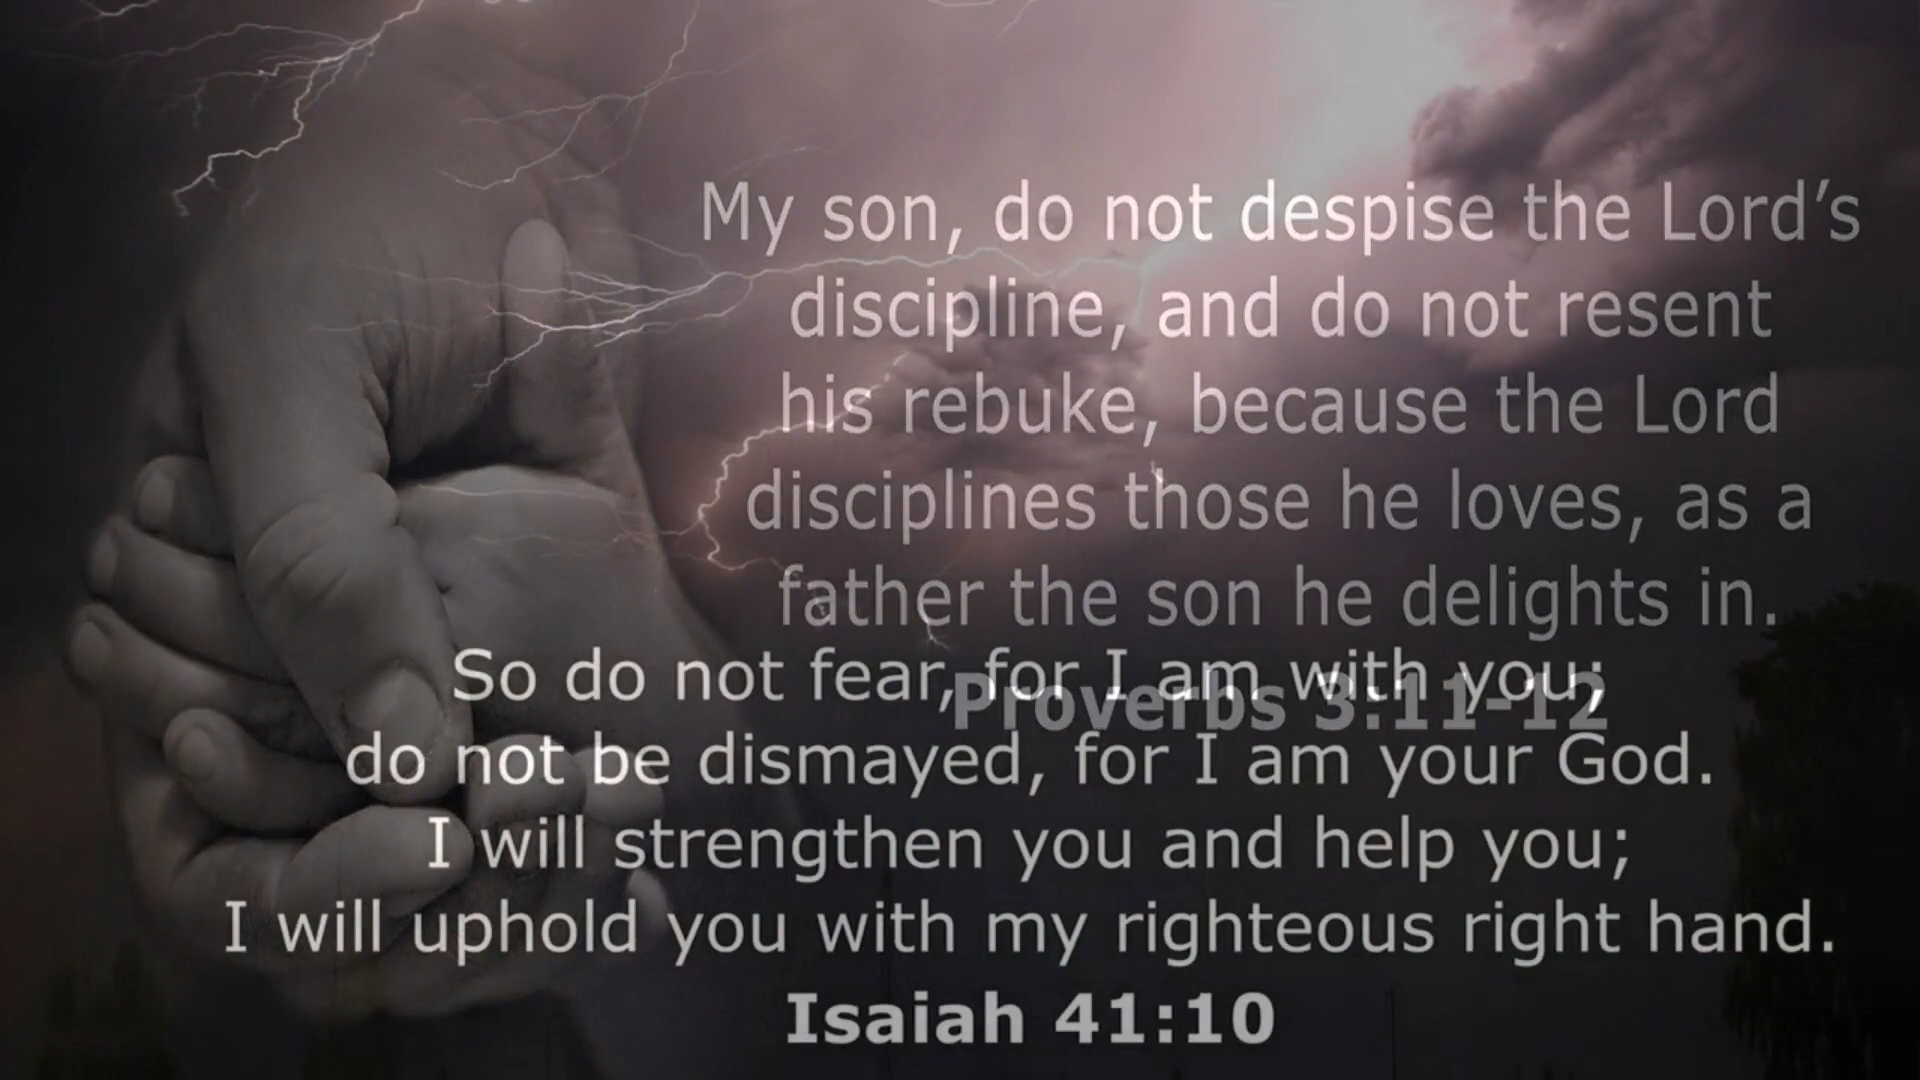 My son, do not despise the Lord’s
discipline, and do not resent
his rebuke, because the Lord
disciplines those he loves, as a
father the son he delights in.
Proverbs 3:11-12
So do not fear, for I am with you;
do not be dismayed, for I am your God.
I will strengthen you and help you;
I will uphold you with my righteous right hand.
Isaiah 41:10